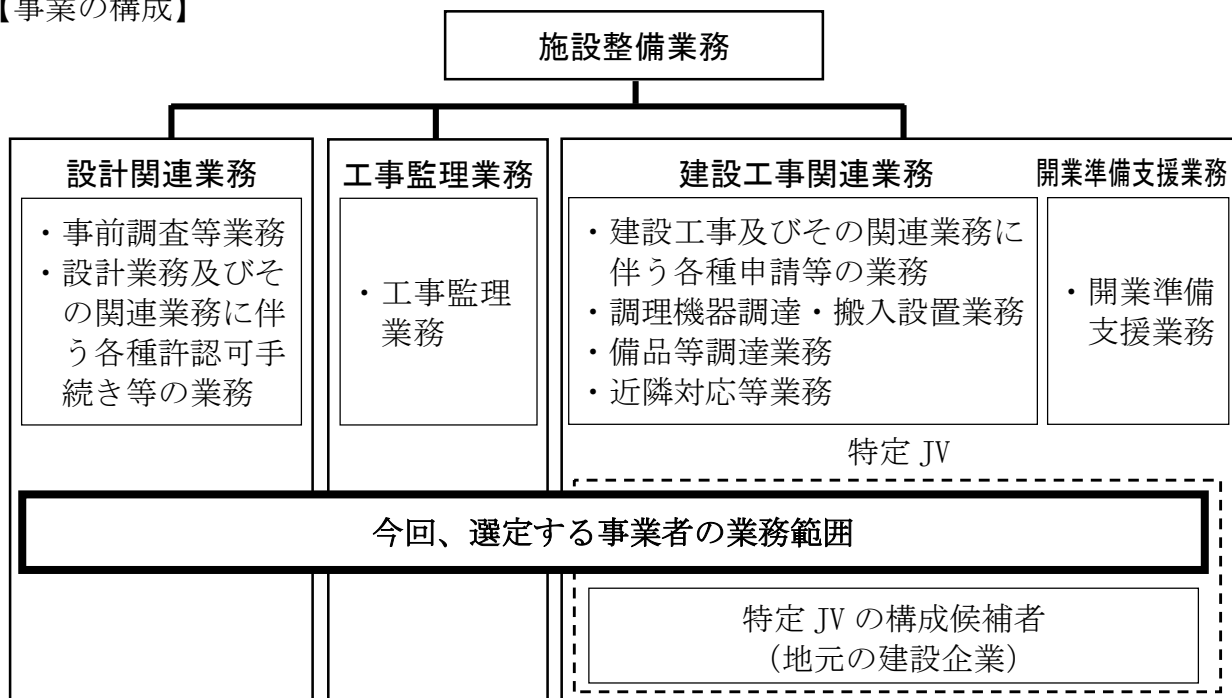 【事業の構成】
施設整備業務
設計関連業務
・事前調査等業務
・設計業務及びそ
の関連業務に伴
う各種許認可手
続き等の業務
工事監理業務
・工事監理
業務
建設工事関連業務
・建設工事及びその関連業務に
伴う各種申請等の業務
・調理機器調達・搬入設置業務
・備品等調達業務
・近隣対応等業務
開業準備支援業務
・開業準備
支援業務
特定 JV
今回、選定する事業者の業務範囲
特定 JV の構成候補者
（地元の建設企業）